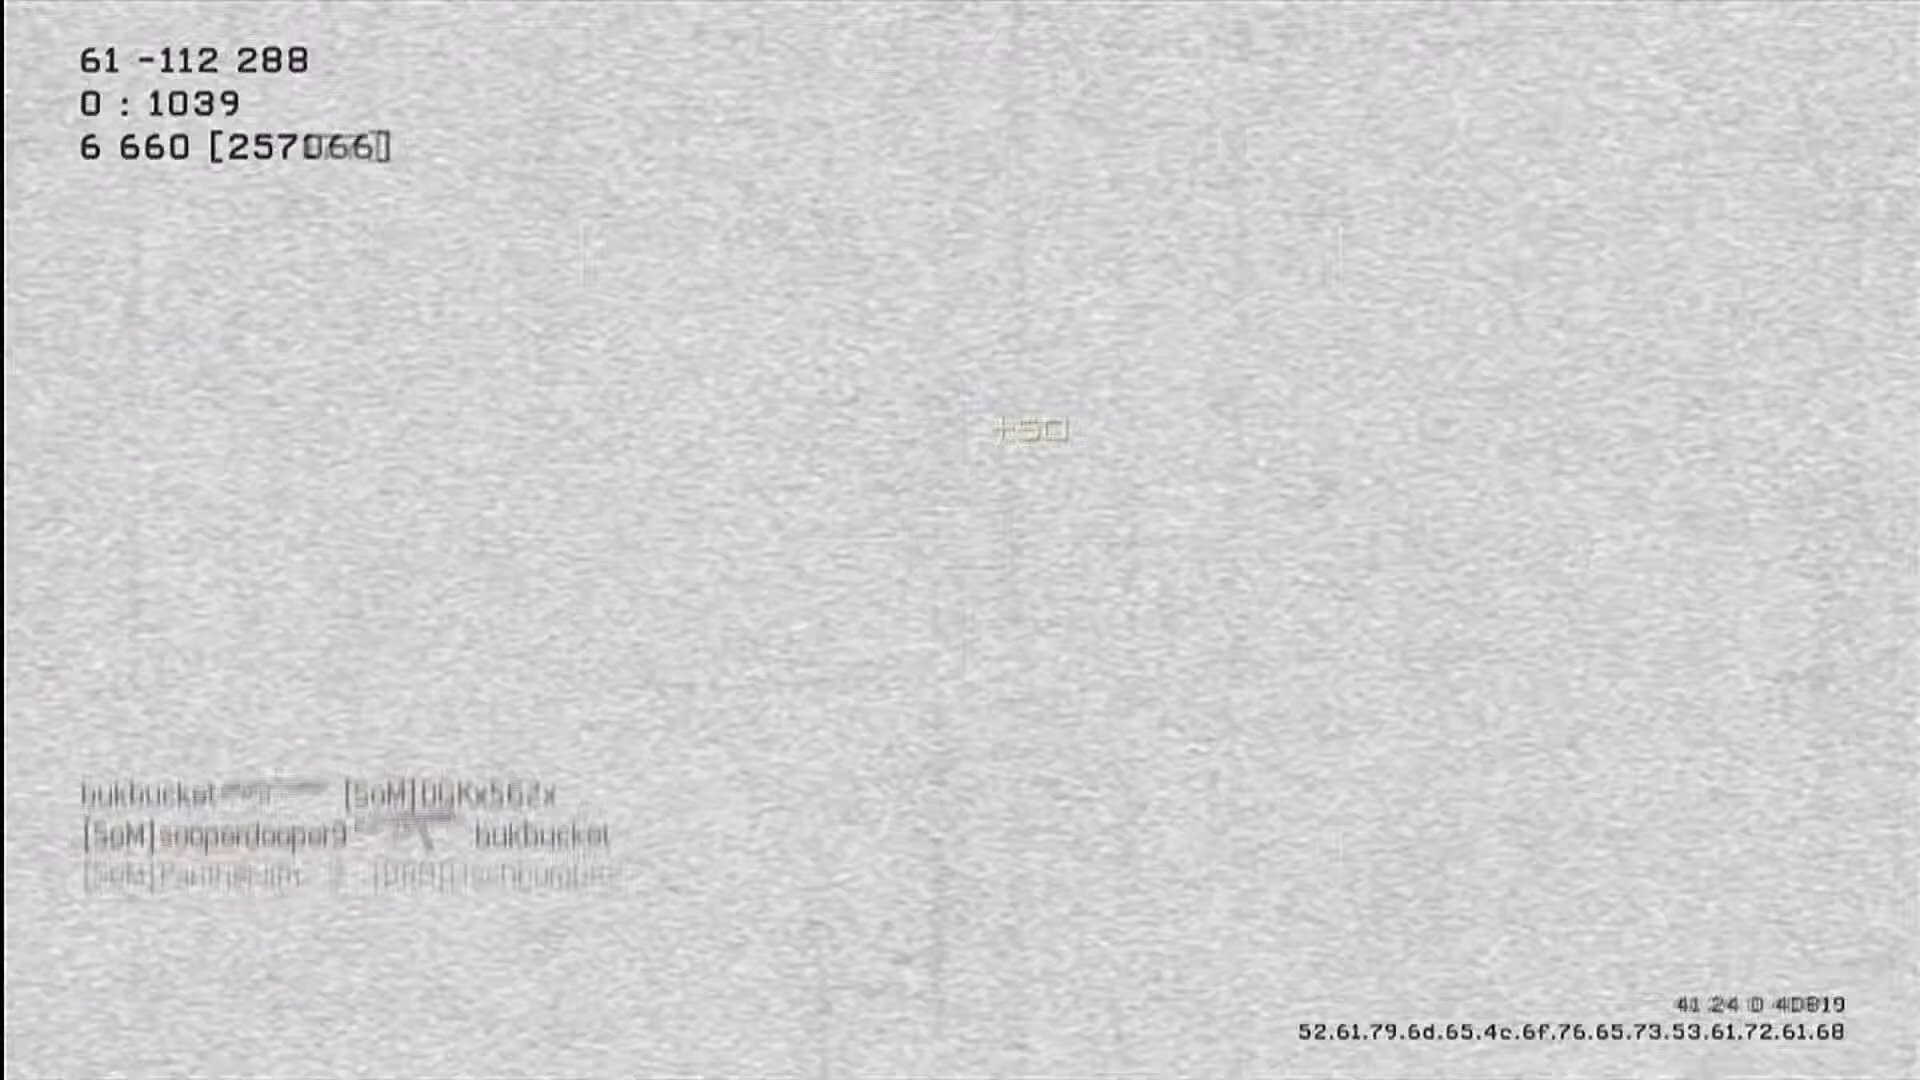 61 -112 288
0 : 1039
6 660 [257066]
+50
bukbucket [SoM]DGKx562x
[SoM]sooperdooper9 bukbucket
41 24 0 4DB19
52.61.79.6d.65.4c.6f.76.65.73.53.61.72.61.68